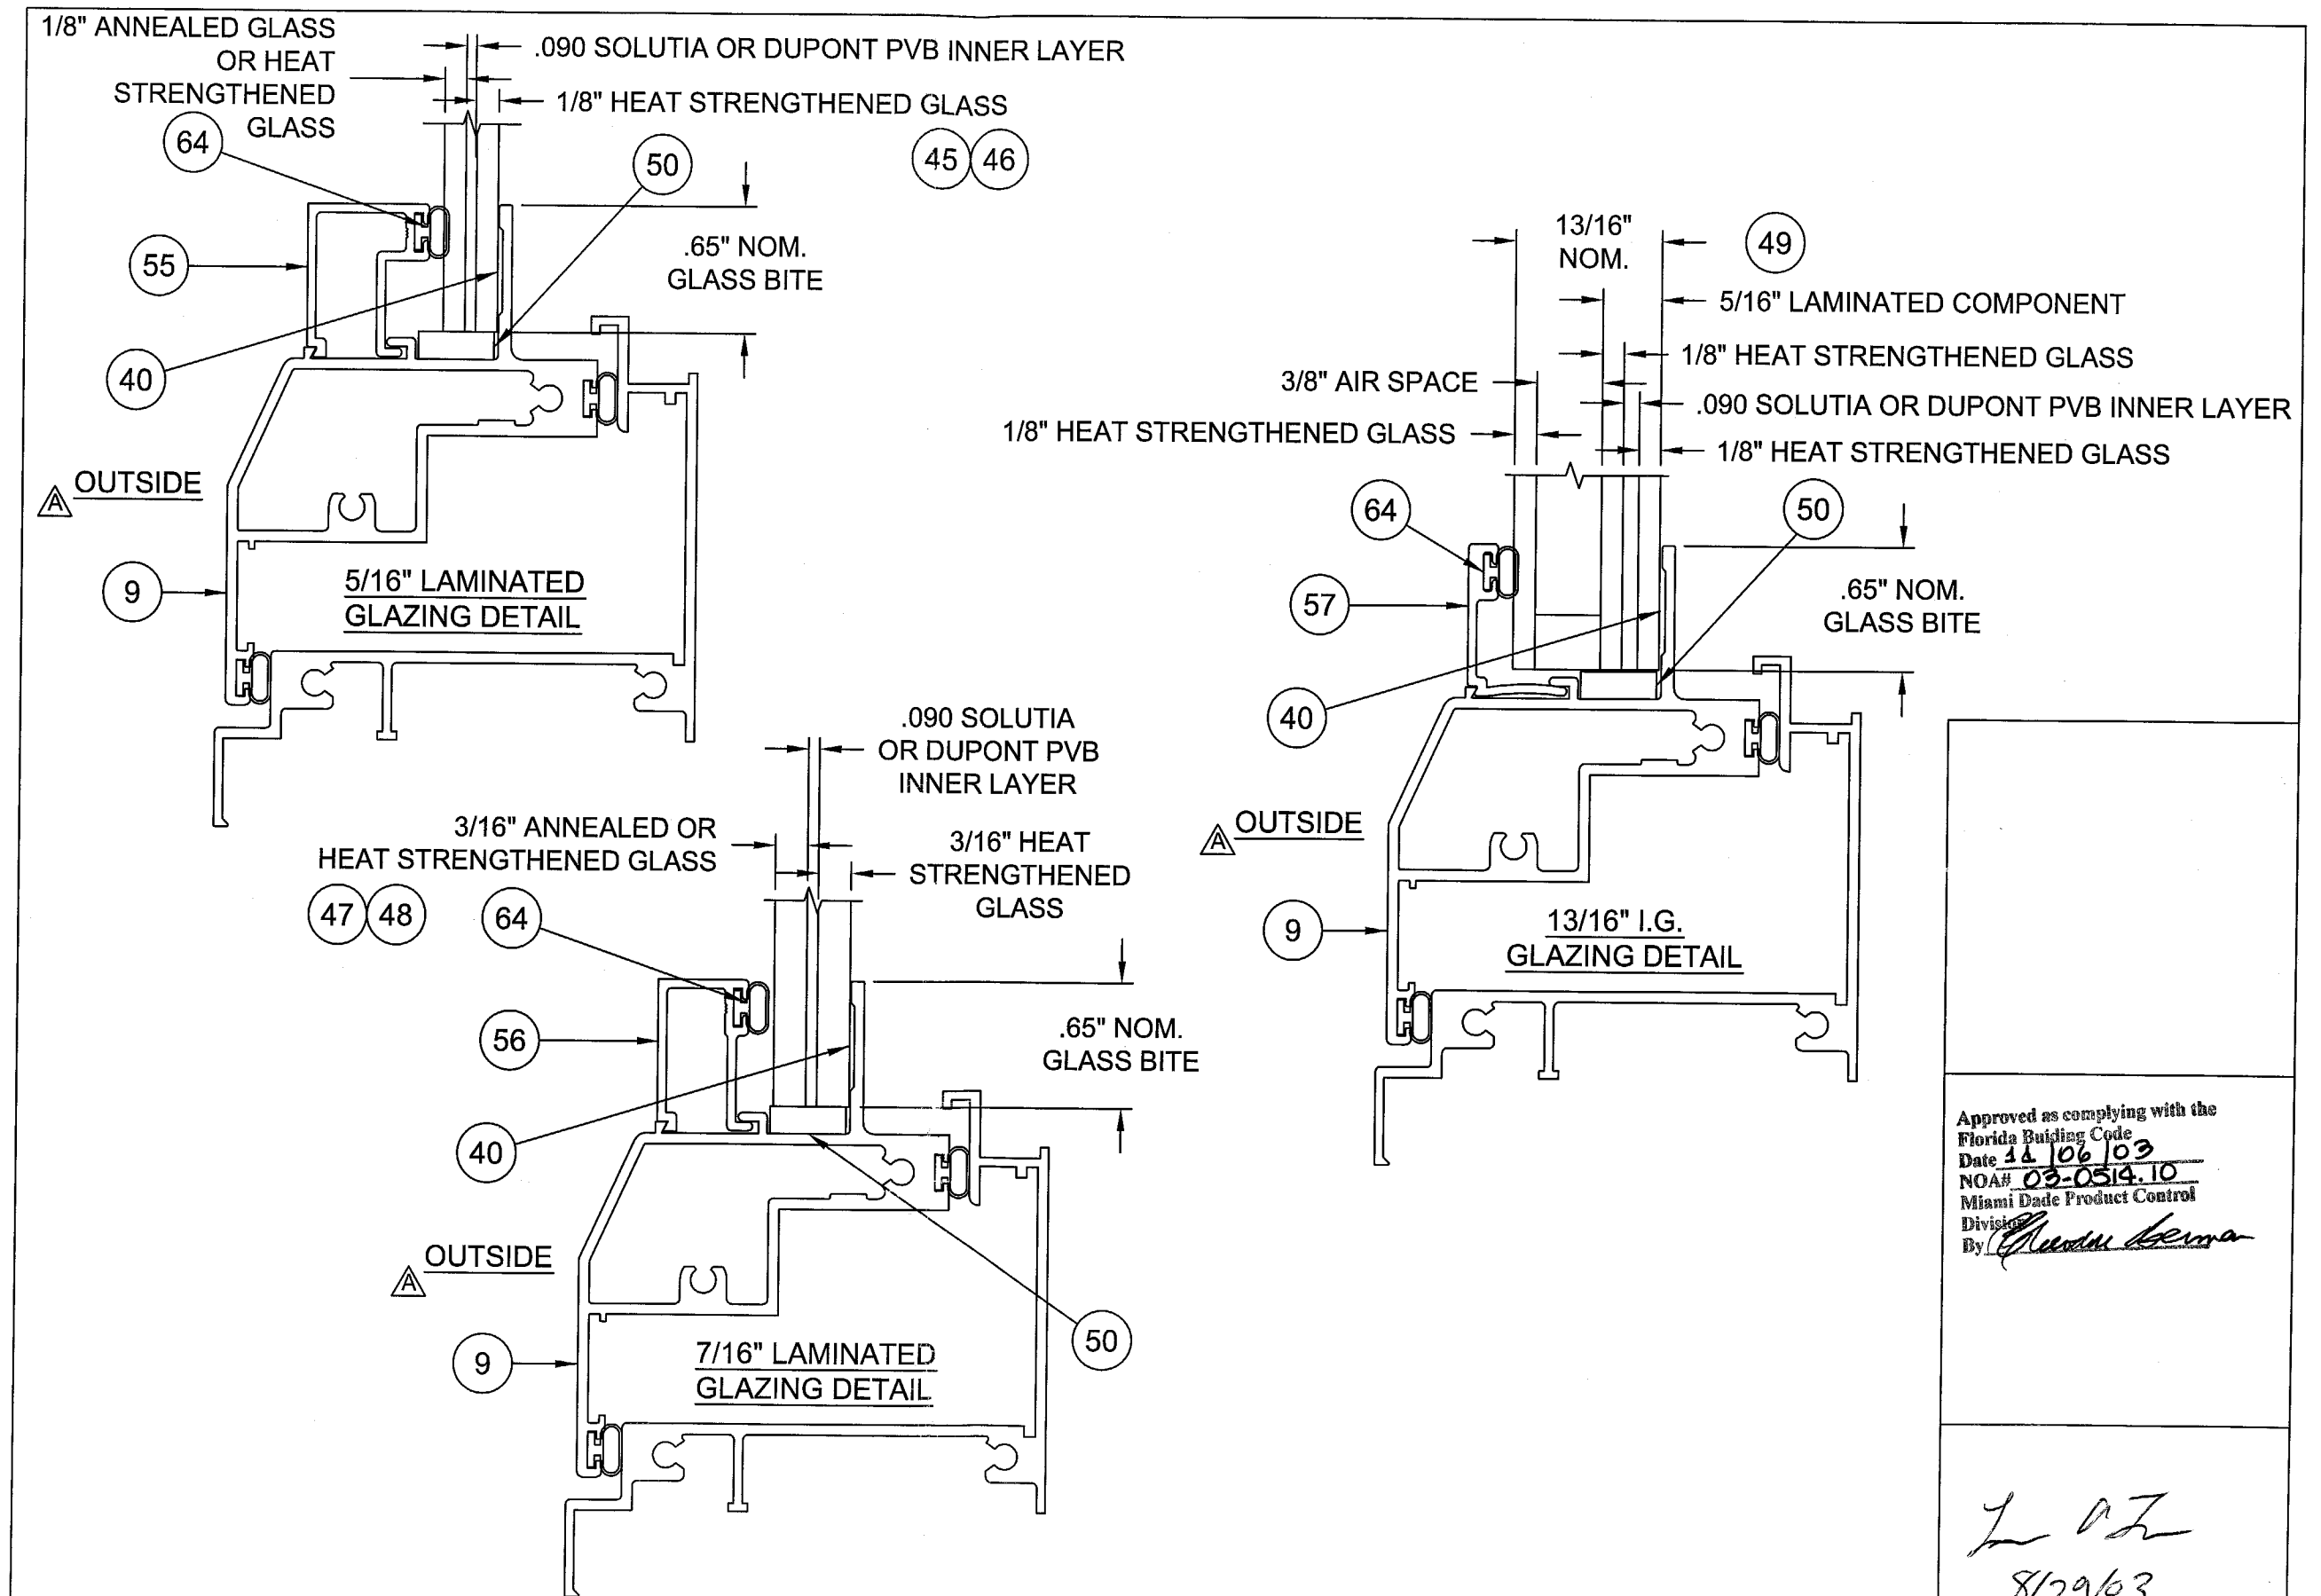 1/8" ANNEALED GLASS
OR HEAT
STRENGTHENED
GLASS
.090 SOLUTIA OR DUPONT PVB INNER LAYER
1/8" HEAT STRENGTHENED GLASS
64
50
45 46
55
.65" NOM.
GLASS BITE
40
A OUTSIDE
9
5/16" LAMINATED
GLAZING DETAIL
13/16"
NOM.
49
5/16" LAMINATED COMPONENT
1/8" HEAT STRENGTHENED GLASS
3/8" AIR SPACE
.090 SOLUTIA OR DUPONT PVB INNER LAYER
1/8" HEAT STRENGTHENED GLASS
1/8" HEAT STRENGTHENED GLASS
64
50
57
.65" NOM.
GLASS BITE
40
A OUTSIDE
9
13/16" I.G.
GLAZING DETAIL
.090 SOLUTIA
OR DUPONT PVB
INNER LAYER
3/16" ANNEALED OR
HEAT STRENGTHENED GLASS
3/16" HEAT
STRENGTHENED
GLASS
47 48
64
56
.65" NOM.
GLASS BITE
40
A OUTSIDE
50
9
7/16" LAMINATED
GLAZING DETAIL
Approved as complying with the
Florida Buiding Code
Date 11/06/03
NOA# 03-0514.10
Miami Dade Product Control
Division
By
8/29/03